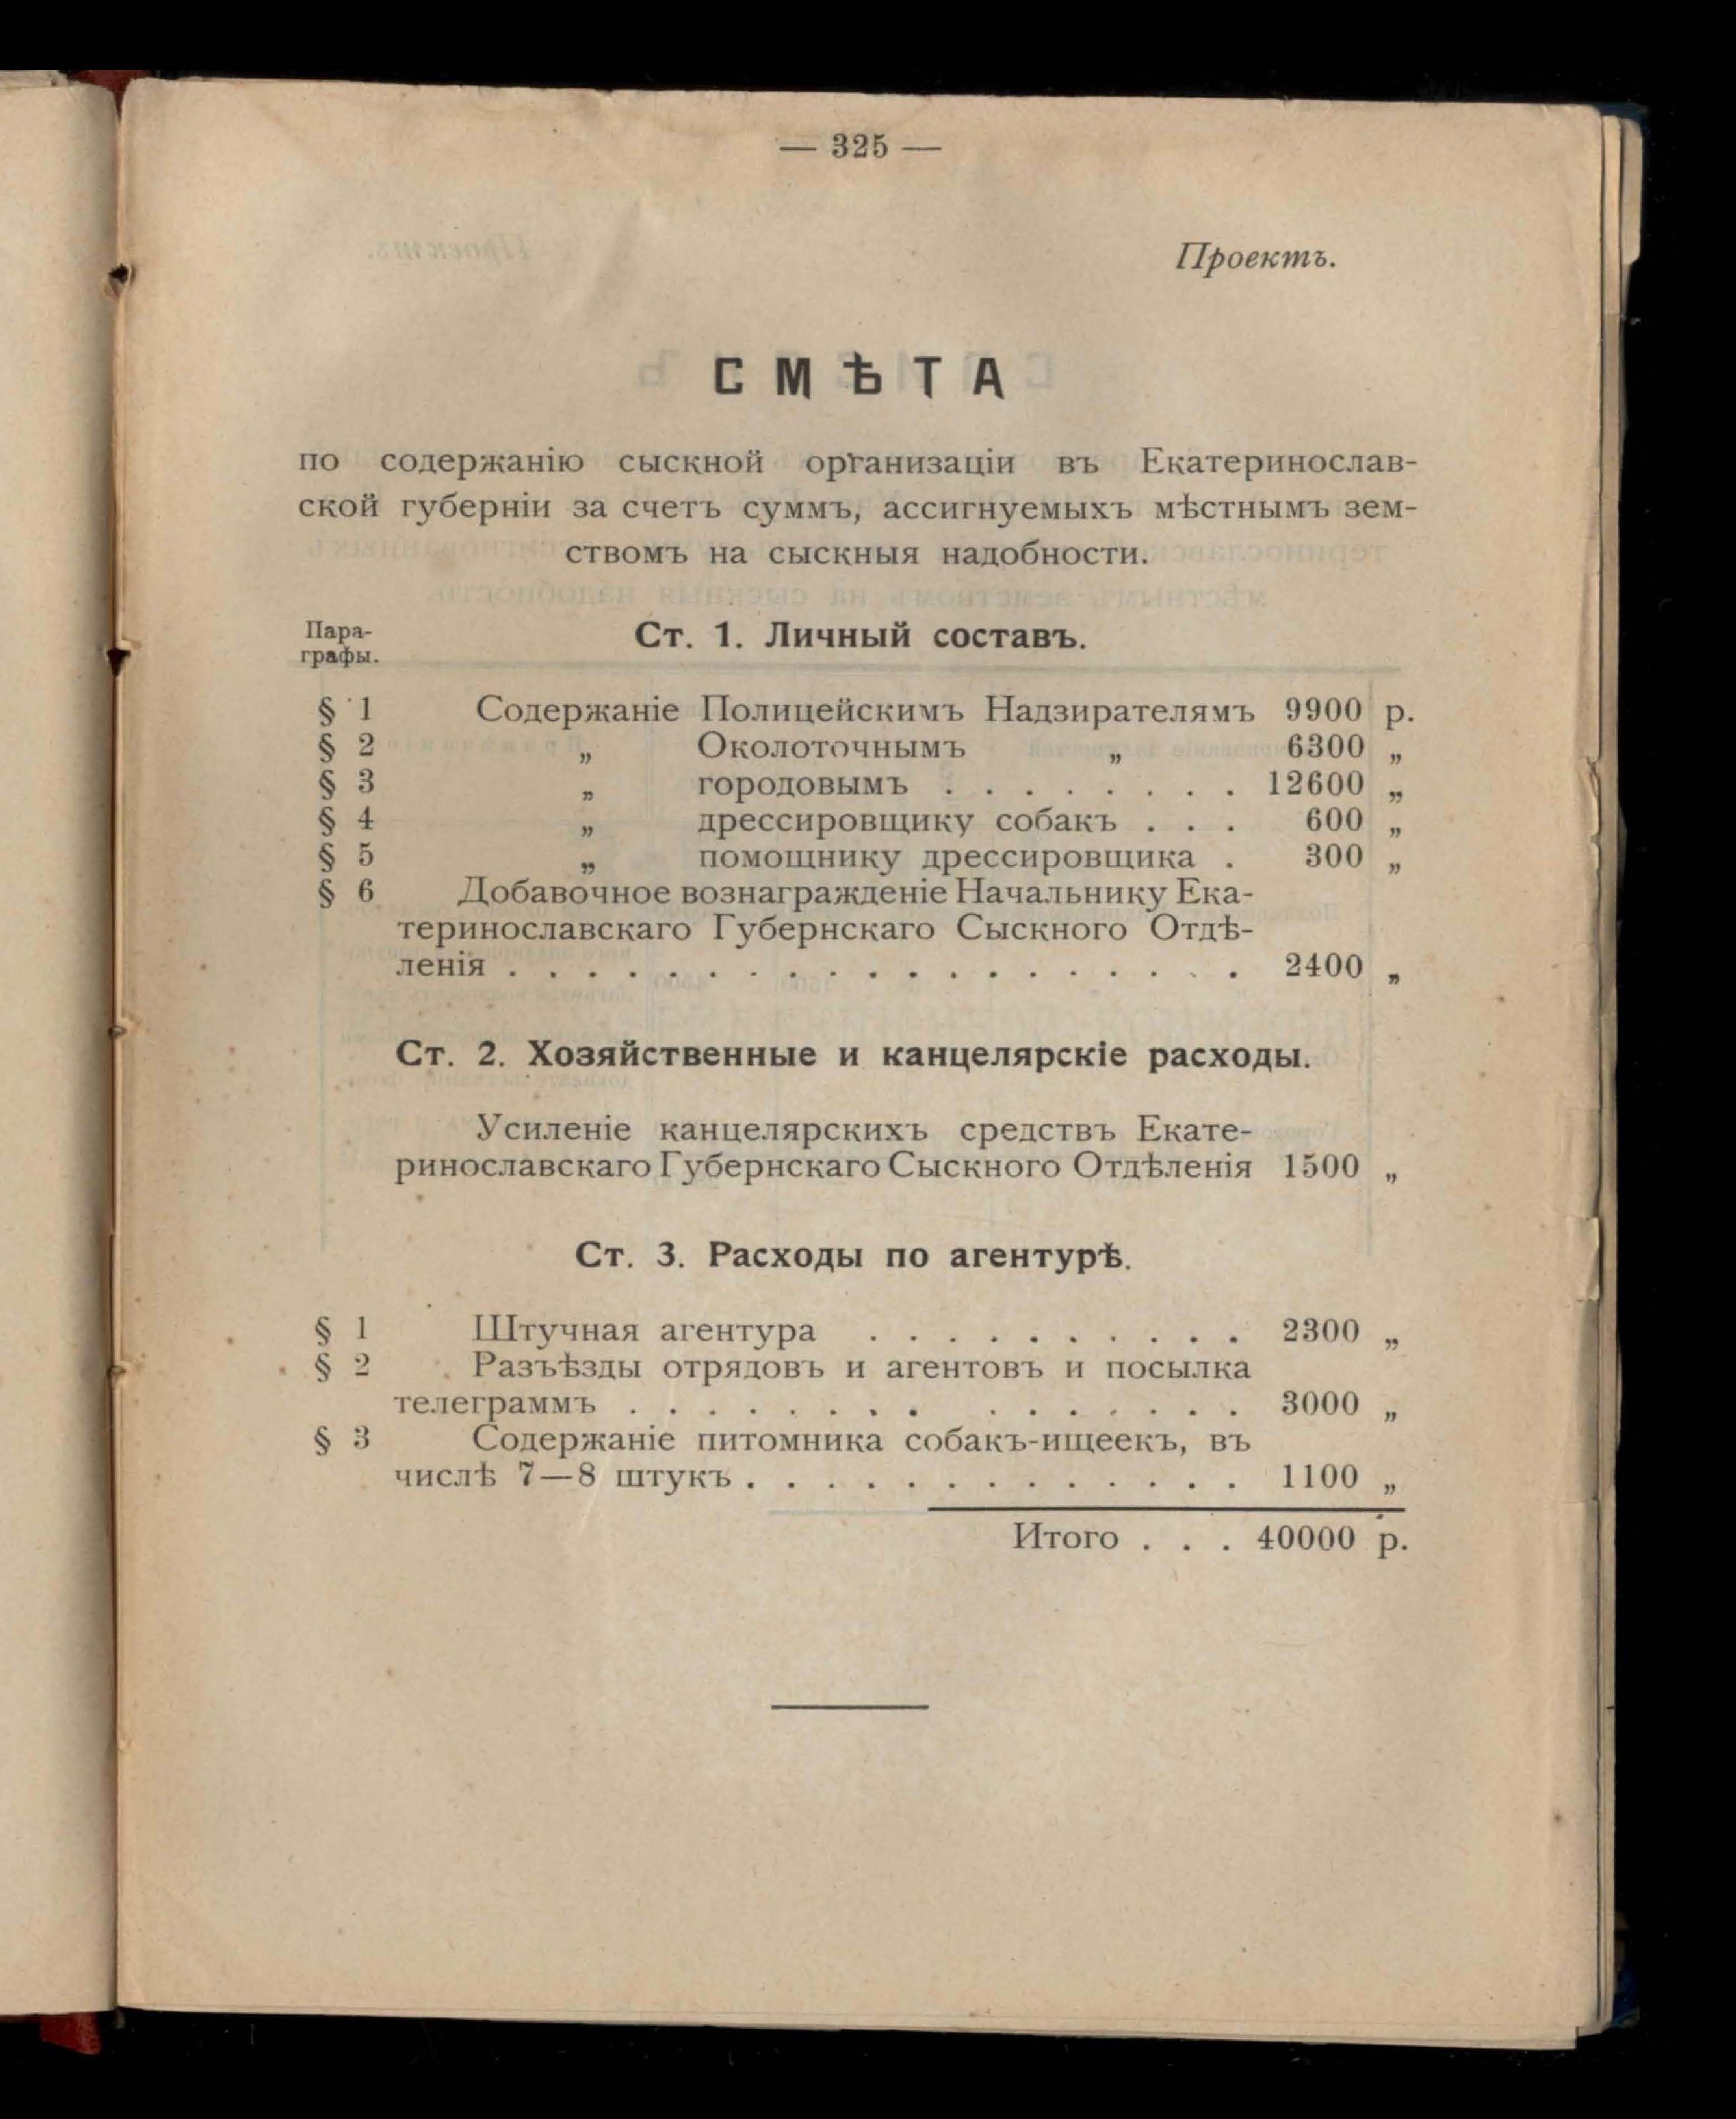 — 325 —
Проектъ.
СМѢТА
по содержанію сыскной организаціи въ Екатеринослав-
ской губерніи за счетъ суммъ, ассигнуемыхъ мѣстнымъ зем-
ствомъ на сыскныя надобности.
Пара-
графы.
Ст. 1. Личный составъ.
§ 1 Содержаніе Полицейскимъ Надзирателямъ 9900 р.
§ 2 „ Околоточнымъ „ 6300 „
§ 3 „ городовымъ . . . . . . . . 12600 „
§ 4 „ дрессировщику собакъ . . . 600 „
§ 5 „ помощнику дрессировщика . 300 „
§ 6 Добавочное вознагражденіе Начальнику Ека-
теринославскаго Губернскаго Сыскного Отдѣ-
ленія . . . . . . . . . . . . . . . . . . . 2400 „
Ст. 2. Хозяйственные и канцелярскіе расходы.
Усиленіе канцелярскихъ средствъ Екате-
ринославскаго Губернскаго Сыскного Отдѣленія 1500 „
Ст. 3. Расходы по агентурѣ.
§ 1 Штучная агентура . . . . . . . . . . 2300 „
§ 2 Разъѣзды отрядовъ и агентовъ и посылка
телеграммъ . . . . . . . . . . . . . . . 3000 „
§ 3 Содержаніе питомника собакъ-ищеекъ, въ
числѣ 7—8 штукъ . . . . . . . . . . . . . 1100 „
Итого . . . 40000 р.